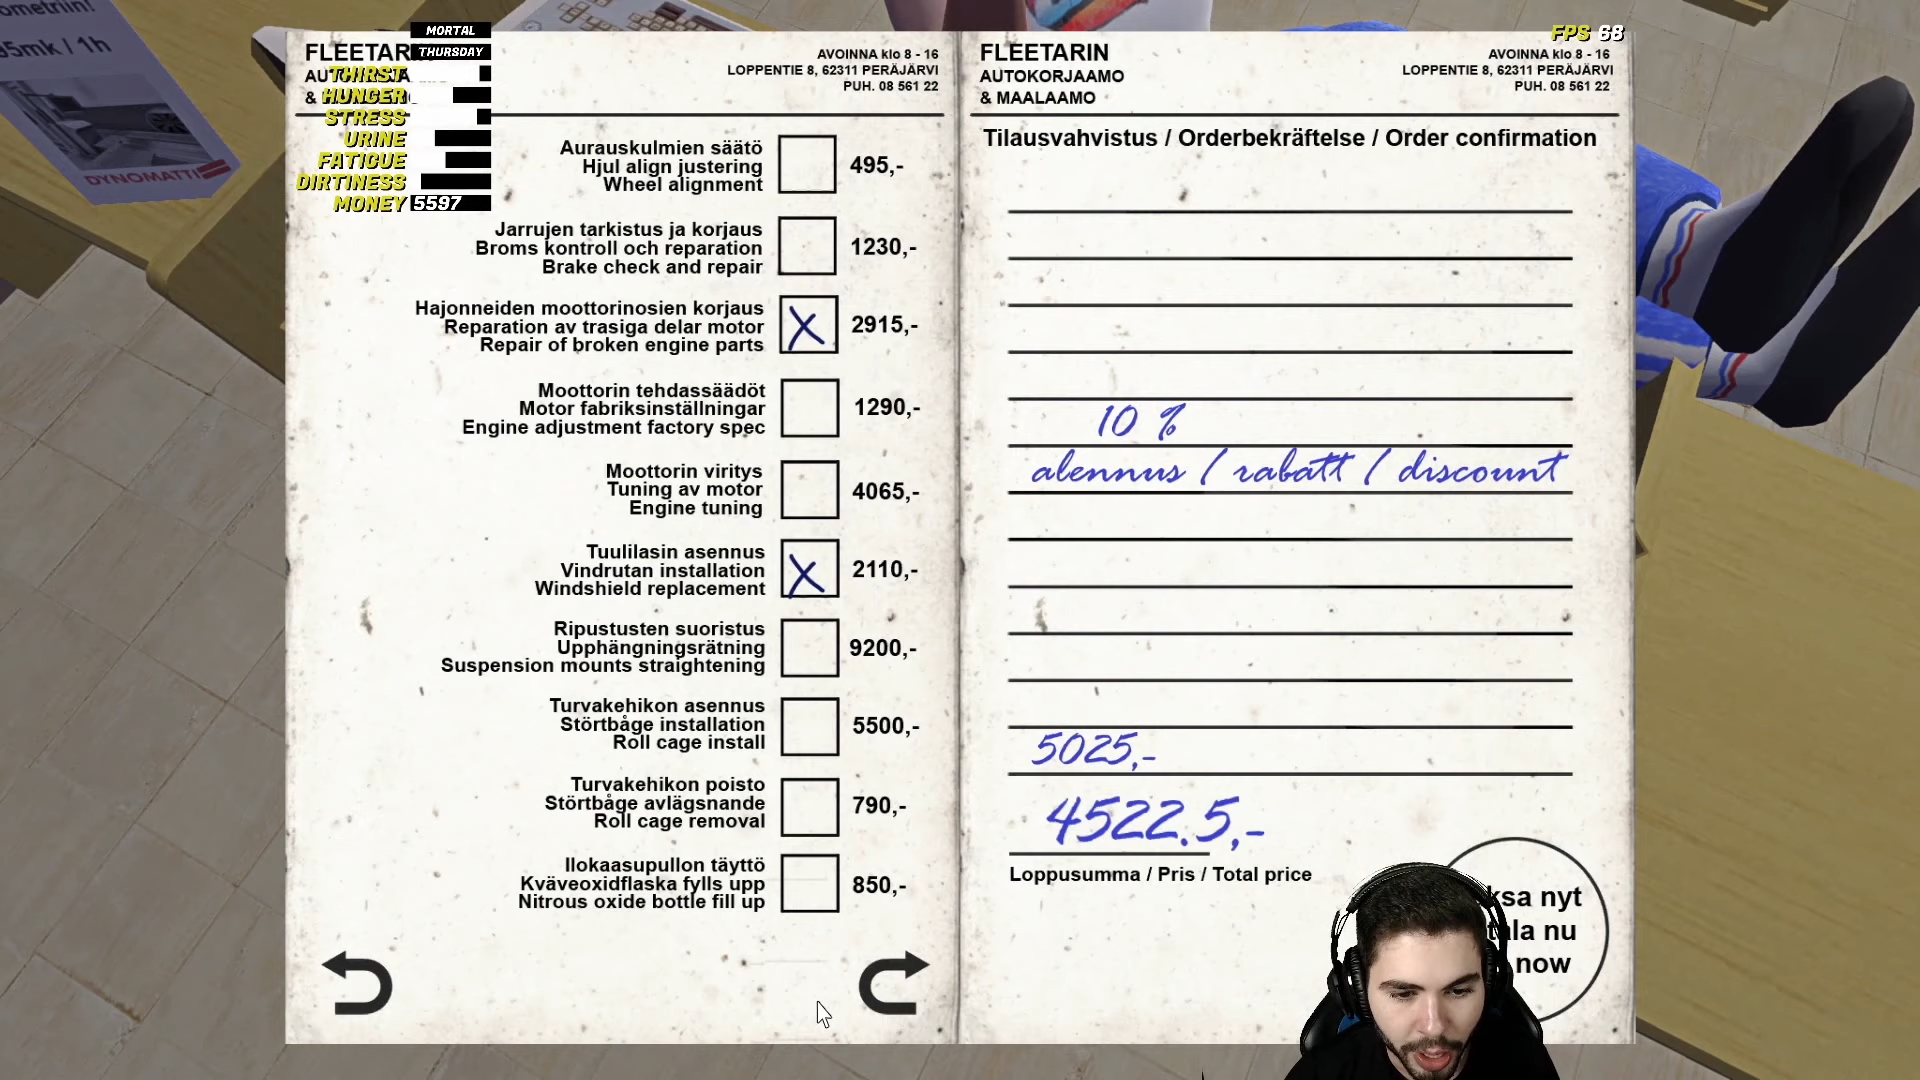 ometriin!
95mk / 1h
DYNOMATTI
MORTAL
THURSDAY
THIRST
HUNGER
STRESS
URINE
FATIGUE
DIRTINESS
MONEY 5597
FPS 68
AVOINNA klo 8 - 16
LOPPENTIE 8, 62311 PERÄJÄRVI
PUH. 08 561 22
Aurauskulmien säätö
Hjul align justering
Wheel alignment
495,-
Jarrujen tarkistus ja korjaus
Broms kontroll och reparation
Brake check and repair
1230,-
Hajonneiden moottorinosien korjaus
Reparation av trasiga delar motor
Repair of broken engine parts
X
2915,-
Moottorin tehdassäädöt
Motor fabriksinställningar
Engine adjustment factory spec
1290,-
Moottorin viritys
Tuning av motor
Engine tuning
4065,-
Tuulilasin asennus
Vindrutan installation
Windshield replacement
X
2110,-
Ripustusten suoristus
Upphängningsrätning
Suspension mounts straightening
9200,-
Turvakehikon asennus
Störtbåge installation
Roll cage install
5500,-
Turvakehikon poisto
Störtbåge avlägsnande
Roll cage removal
790,-
Ilokaasupullon täyttö
Kväveoxidflaska fylls upp
Nitrous oxide bottle fill up
850,-
FLEETARIN
AUTOKORJAAMO
& MAALAAMO
AVOINNA klo 8 - 16
LOPPENTIE 8, 62311 PERÄJÄRVI
PUH. 08 561 22
Tilausvahvistus / Orderbekräftelse / Order confirmation
10 %
alennus / rabatt / discount
5025,-
4522.5,-
Loppusumma / Pris / Total price
nyt
nu
now